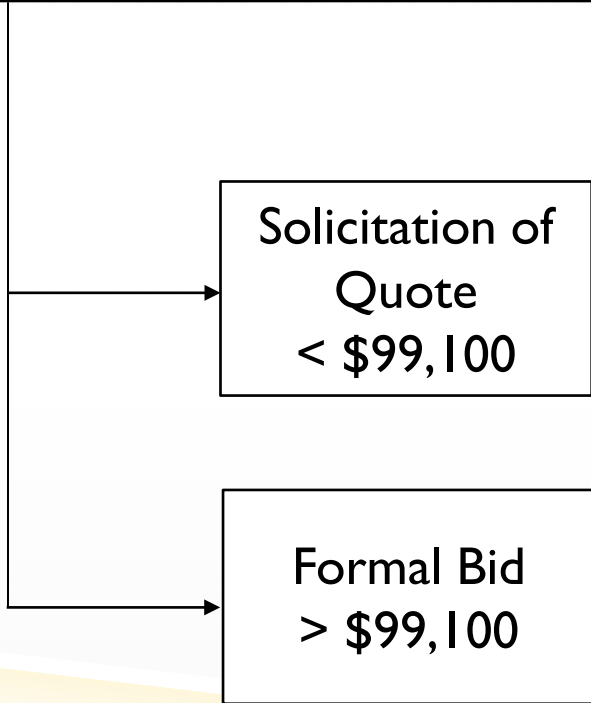 Solicitation of
Quote
< $99,100
Formal Bid
> $99,100